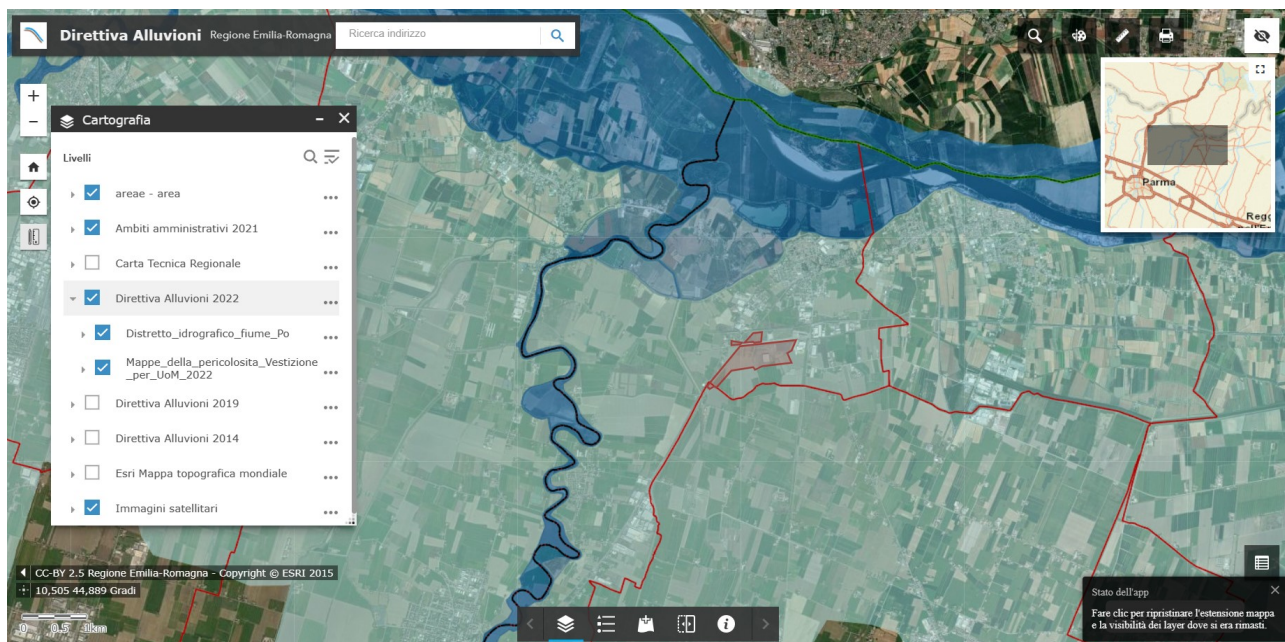 Direttiva Alluvioni Regione Emilia-Romagna
Ricerca indirizzo
Cartografia
Livelli
areae - area
Ambiti amministrativi 2021
Carta Tecnica Regionale
Direttiva Alluvioni 2022
Distretto_idrografico_fiume_Po
Mappe_della_pericolosita_Vestizione
_per_UoM_2022
Direttiva Alluvioni 2019
Direttiva Alluvioni 2014
Esri Mappa topografica mondiale
Immagini satellitari
Parma
Regg
CC-BY 2.5 Regione Emilia-Romagna - Copyright © ESRI 2015
10,505 44,889 Gradi
0 0,5 1km
Stato dell'app
Fare clic per ripristinare l'estensione mappa
e la visibilità dei layer dove si era rimasti.